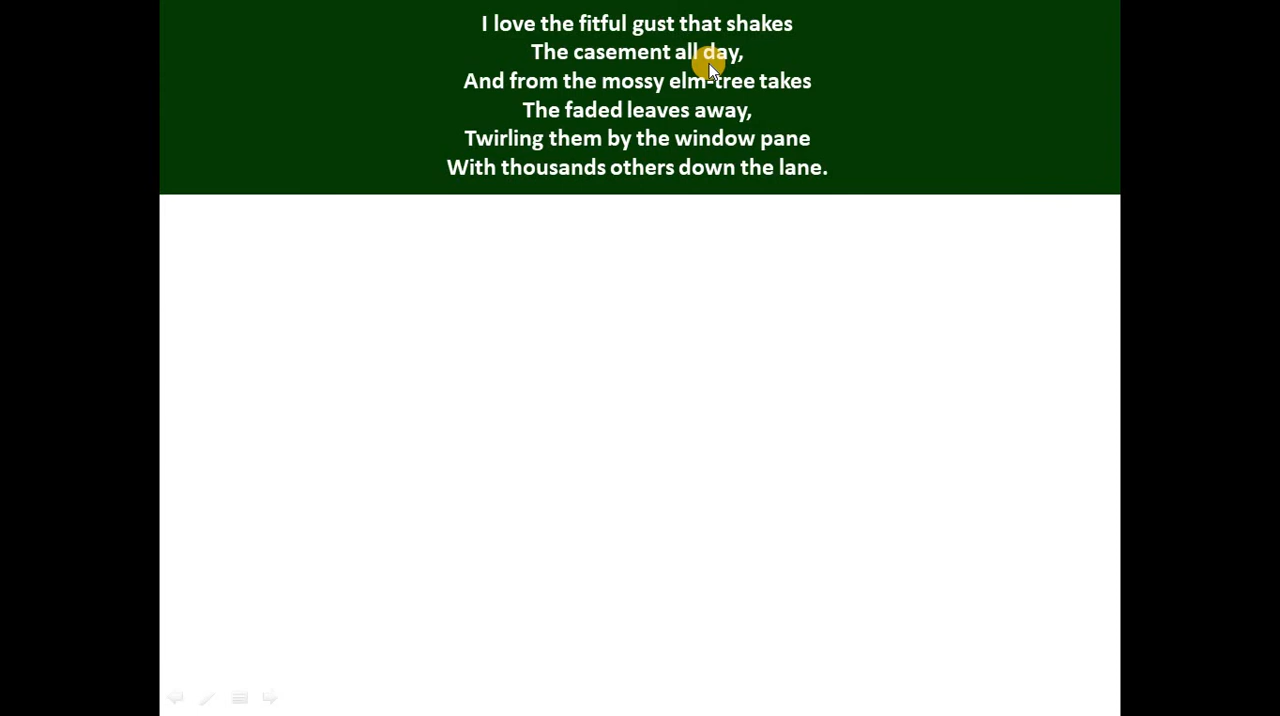 I love the fitful gust that shakes
The casement all day,
And from the mossy elm-tree takes
The faded leaves away,
Twirling them by the window pane
With thousands others down the lane.